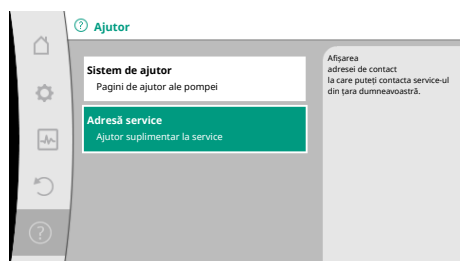 Ajutor
Sistem de ajutor
Pagini de ajutor ale pompei
Adresă service
Ajutor suplimentar la service
Afișarea
adresei de contact
la care puteți contacta service-ul
din țara dumneavoastră.